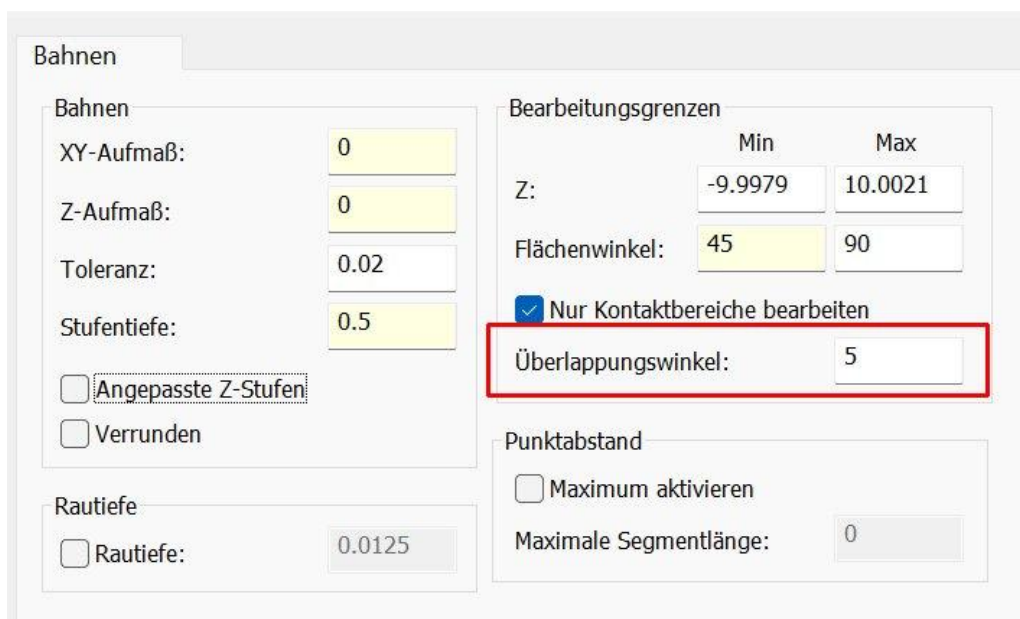 Bahnen
Bahnen
XY-Aufmaß: 0
Z-Aufmaß: 0
Toleranz: 0.02
Stufentiefe: 0.5
Angepasste Z-Stufen
Verrunden
Rautiefe
Rautiefe: 0.0125
Bearbeitungsgrenzen
Min Max
Z: -9.9979 10.0021
Flächenwinkel: 45 90
Nur Kontaktbereiche bearbeiten
Überlappungswinkel: 5
Punktabstand
Maximum aktivieren
Maximale Segmentlänge: 0